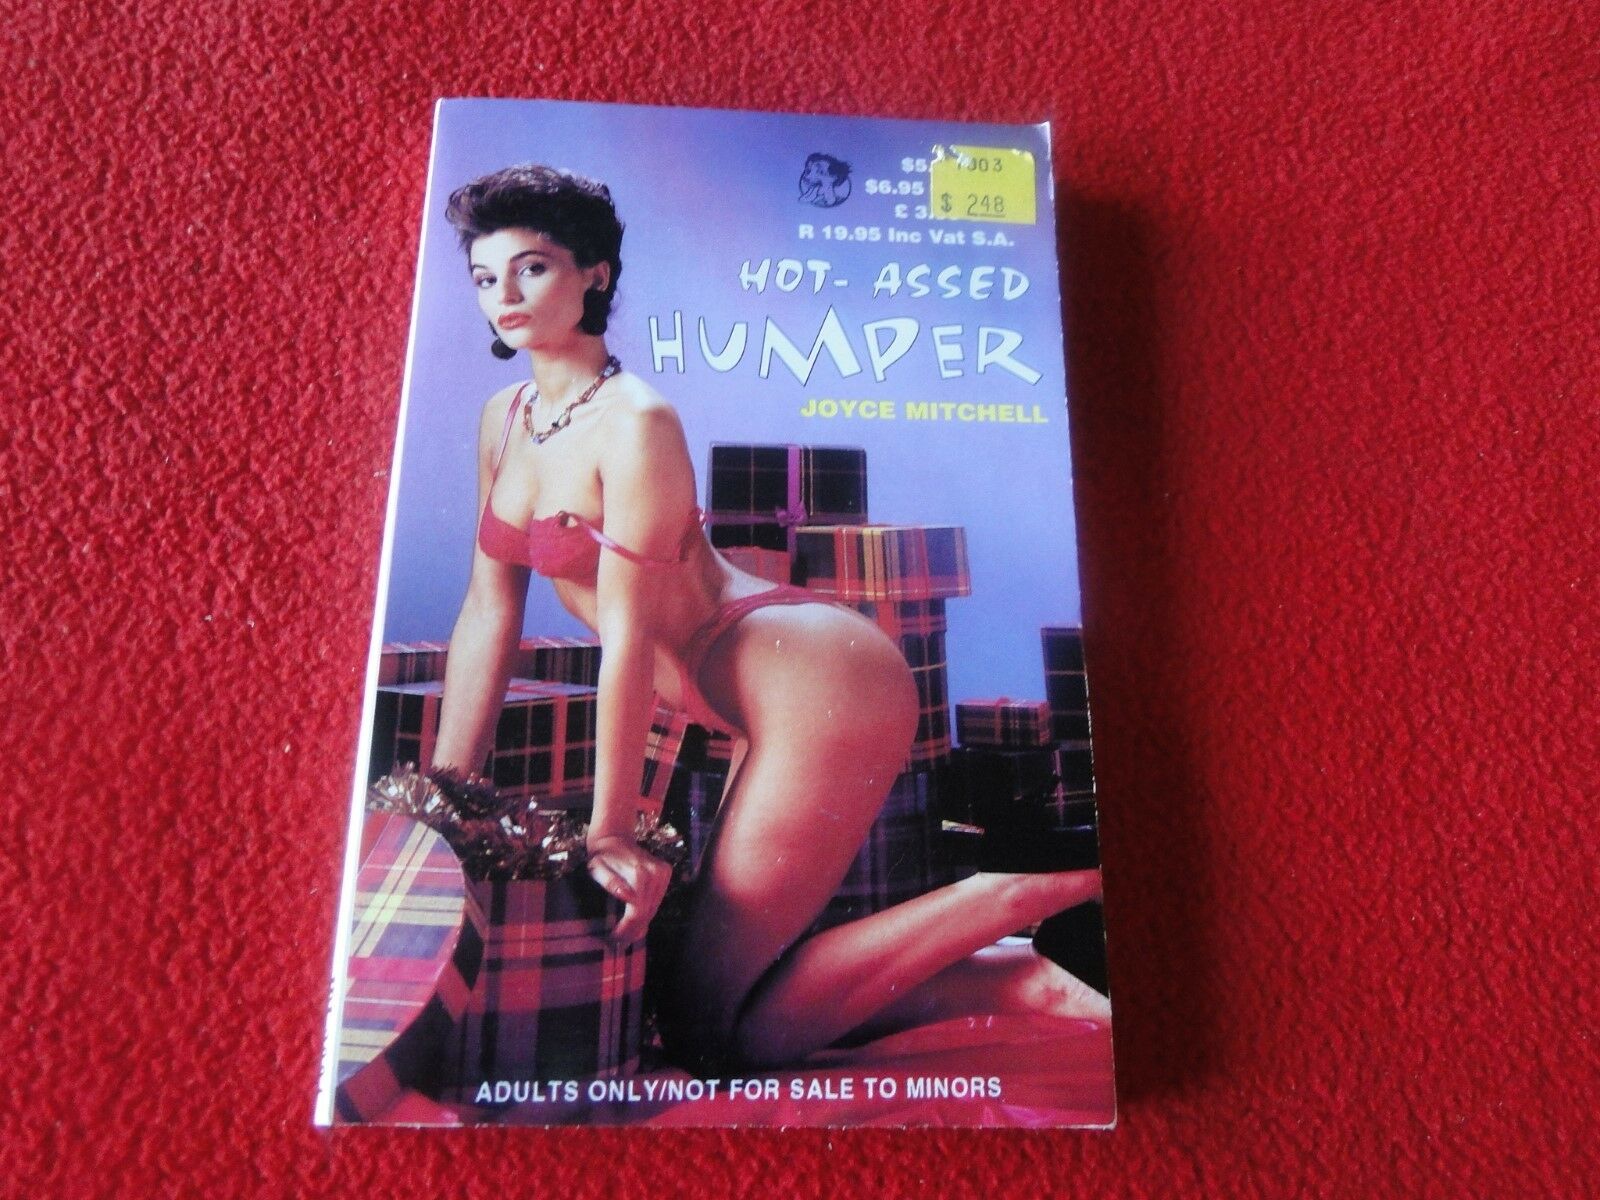 $5.
$6.95
£ 3.
R 19.95 Inc Vat S.A.
1003
$ 248
HOT- ASSED
HUMPER
JOYCE MITCHELL
ADULTS ONLY/NOT FOR SALE TO MINORS